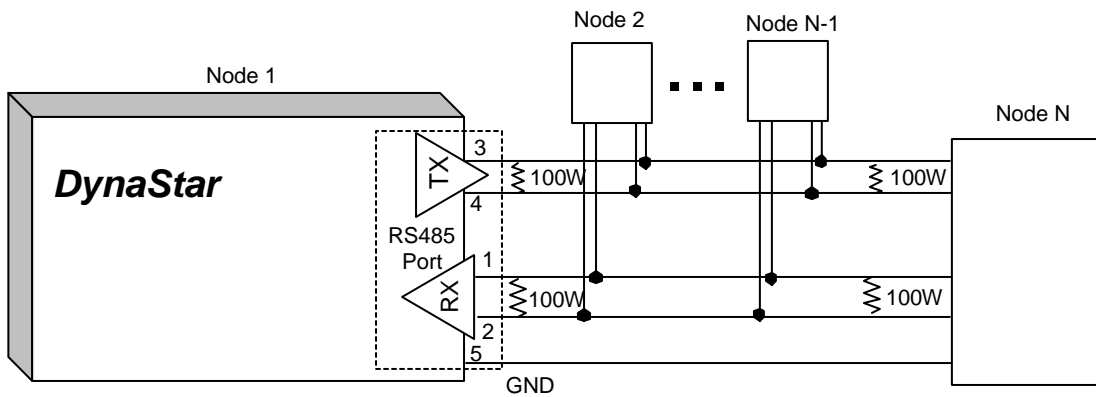 Node 2
Node N-1
Node 1
Node N
DynaStar
TX
3
4
100W
100W
RS485
Port
RX
1
2
100W
100W
5
GND